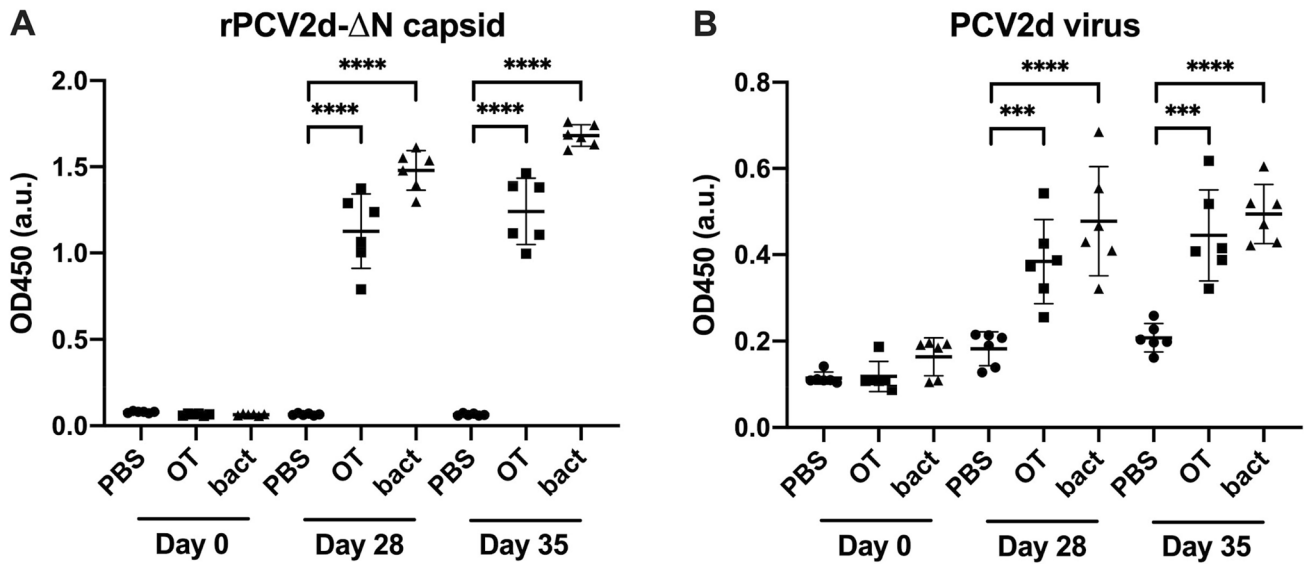 A
rPCV2d-ΔN capsid
OD450 (a.u.)
2.0
1.5
1.0
0.5
0.0
****
****
****
****
PBS
OT
bact
PBS
OT
bact
PBS
OT
bact
Day 0
Day 28
Day 35
B
PCV2d virus
OD450 (a.u.)
0.8
0.6
0.4
0.2
0.0
****
***
****
***
PBS
OT
bact
PBS
OT
bact
PBS
OT
bact
Day 0
Day 28
Day 35